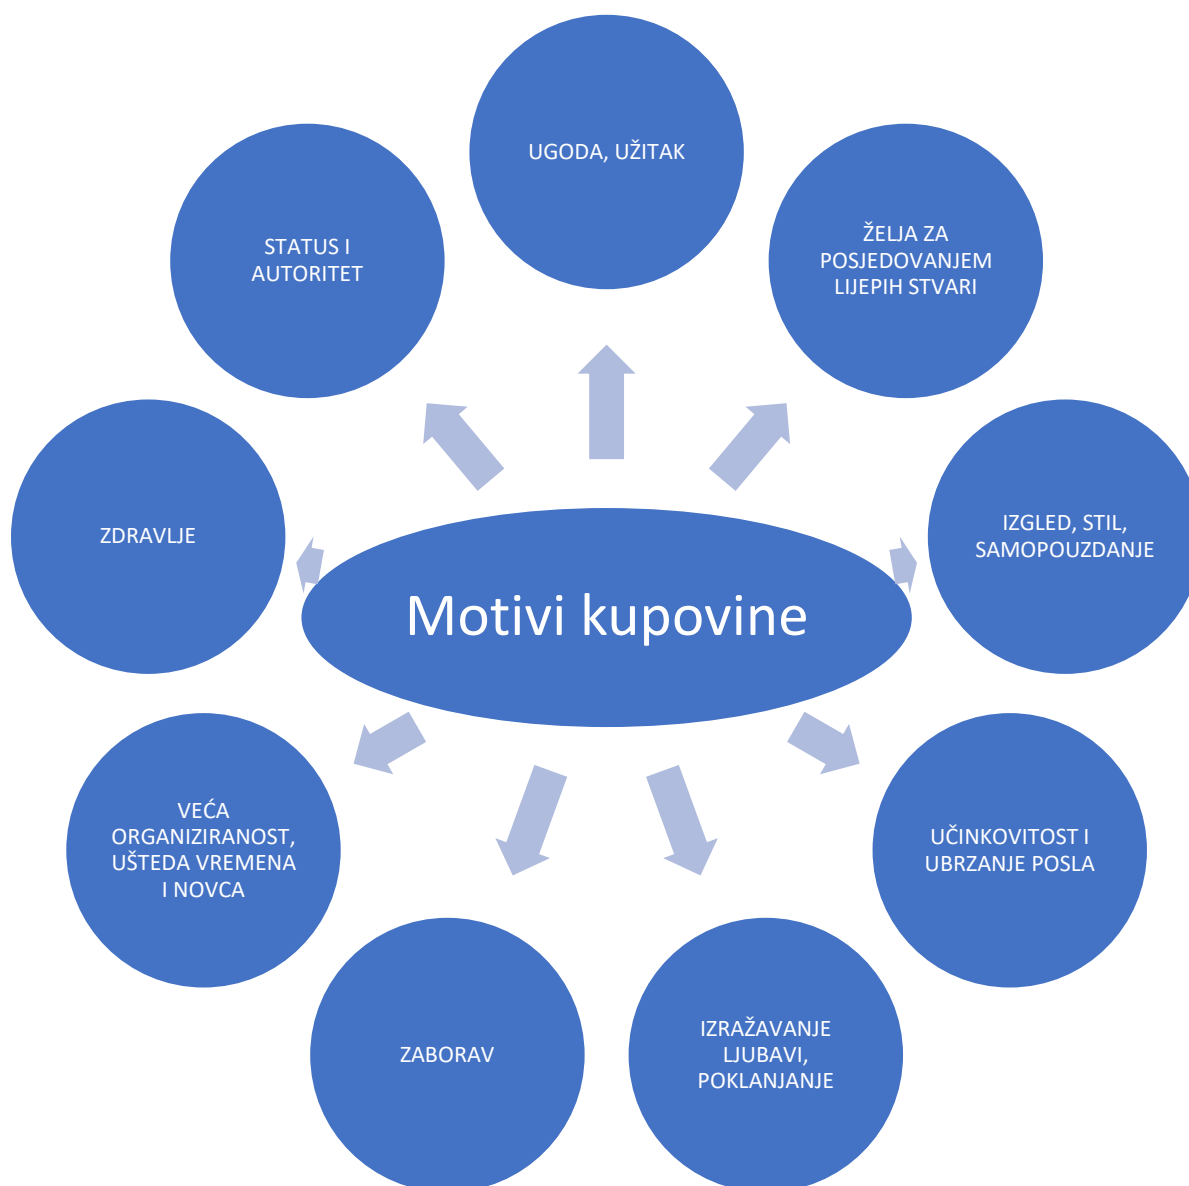 UGODA, UŽITAK
ŽELJA ZA
POSJEDOVANJEM
LIJEPIH STVARI
IZGLED, STIL,
SAMOPOUZDANJE
UČINKOVITOST I
UBRZANJE POSLA
IZRAŽAVANJE
LJUBAVI,
POKLANJANJE
ZABORAV
VEĆA
ORGANIZIRANOST,
UŠTEDA VREMENA
I NOVCA
ZDRAVLJE
STATUS I
AUTORITET
Motivi kupovine